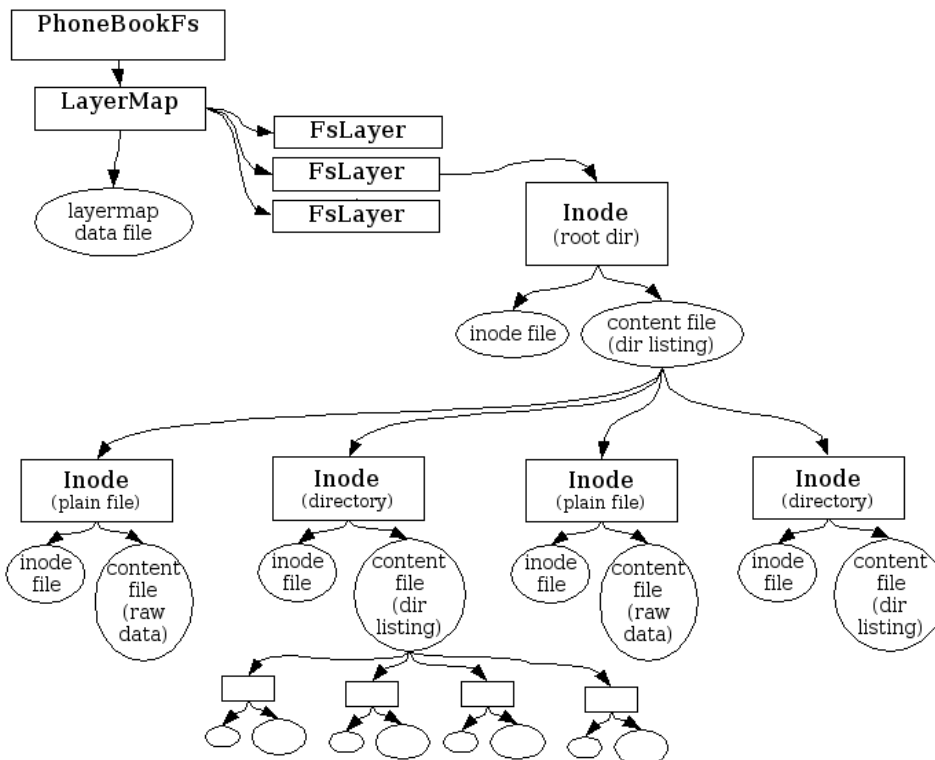 PhoneBookFs
LayerMap
FsLayer
FsLayer
FsLayer
layermap
data file
Inode
(root dir)
inode file
content file
(dir listing)
Inode
(plain file)
Inode
(directory)
Inode
(plain file)
Inode
(directory)
inode
file
content
file
(raw
data)
inode
file
content
file
(dir
listing)
inode
file
content
file
(raw
data)
inode
file
content
file
(dir
listing)